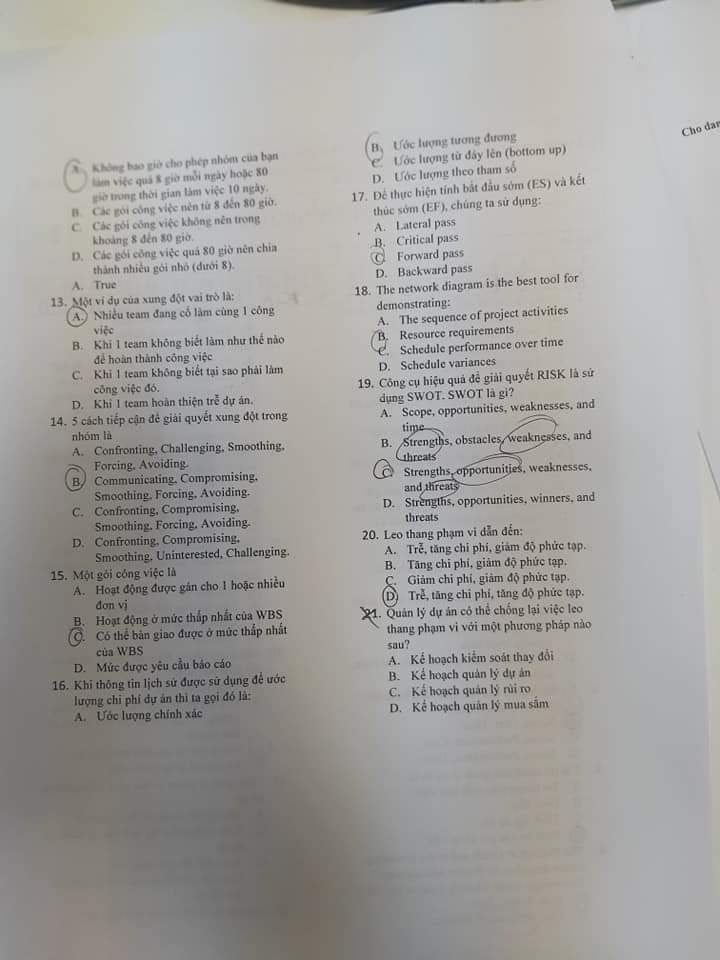 A. Không bao giờ cho phép nhóm của bạn
làm việc quá 8 giờ mỗi ngày hoặc 80
giờ trong thời gian làm việc 10 ngày.
B. Các gói công việc nên từ 8 đến 80 giờ.
C. Các gói công việc không nên trong
khoảng 8 đến 80 giờ.
D. Các gói công việc quá 80 giờ nên chia
thành nhiều gói nhỏ (dưới 8).
A. True
13. Một ví dụ của xung đột vai trò là:
A. Nhiều team đang cố làm cùng 1 công
việc
B. Khi 1 team không biết làm như thế nào
để hoàn thành công việc
C. Khi 1 team không biết tại sao phải làm
công việc đó.
D. Khi 1 team hoàn thiện trễ dự án.
14. 5 cách tiếp cận để giải quyết xung đột trong
nhóm là
A. Confronting, Challenging, Smoothing,
Forcing, Avoiding.
B. Communicating, Compromising,
Smoothing, Forcing, Avoiding.
C. Confronting, Compromising,
Smoothing, Forcing, Avoiding.
D. Confronting, Compromising,
Smoothing, Uninterested, Challenging.
15. Một gói công việc là
A. Hoạt động được gán cho 1 hoặc nhiều
đơn vị
B. Hoạt động ở mức thấp nhất của WBS
C. Có thể bàn giao được ở mức thấp nhất
của WBS
D. Mức được yêu cầu báo cáo
16. Khi thông tin lịch sử được sử dụng để ước
lượng chi phí dự án thì ta gọi đó là:
A. Ước lượng chính xác
B. Ước lượng tương đương
C. Ước lượng từ đáy lên (bottom up)
D. Ước lượng theo tham số
17. Để thực hiện tính bắt đầu sớm (ES) và kết
thúc sớm (EF), chúng ta sử dụng:
A. Lateral pass
B. Critical pass
C. Forward pass
D. Backward pass
18. The network diagram is the best tool for
demonstrating:
A. The sequence of project activities
B. Resource requirements
C. Schedule performance over time
D. Schedule variances
19. Công cụ hiệu quả để giải quyết RISK là sử
dụng SWOT. SWOT là gì?
A. Scope, opportunities, weaknesses, and
time
B. Strengths, obstacles, weaknesses, and
threats
C. Strengths, opportunities, weaknesses,
and threats
D. Strengths, opportunities, winners, and
threats
20. Leo thang phạm vi dẫn đến:
A. Trễ, tăng chi phí, giảm độ phức tạp.
B. Tăng chi phí, giảm độ phức tạp.
C. Giảm chi phí, giảm độ phức tạp.
D. Trễ, tăng chi phí, tăng độ phức tạp.
21. Quản lý dự án có thể chống lại việc leo
thang phạm vi với một phương pháp nào
sau?
A. Kế hoạch kiểm soát thay đổi
B. Kế hoạch quản lý dự án
C. Kế hoạch quản lý rủi ro
D. Kế hoạch quản lý mua sắm
Cho